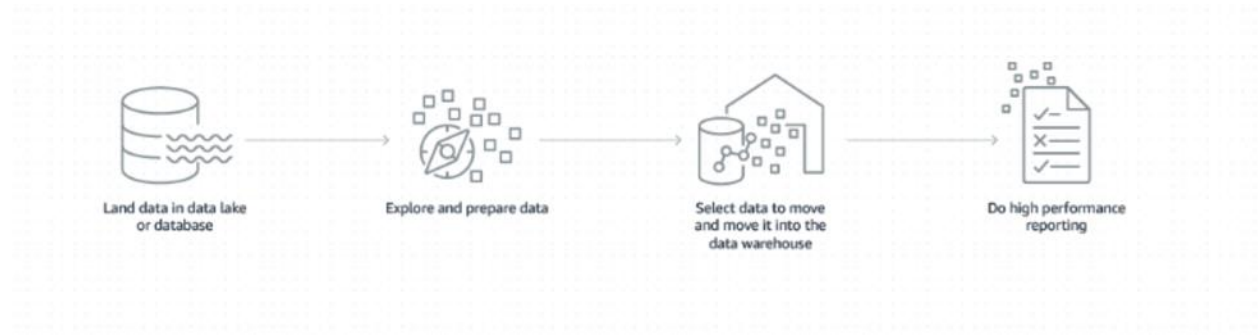 Land data in data lake
or database
Explore and prepare data
Select data to move
and move it into the
data warehouse
Do high performance
reporting